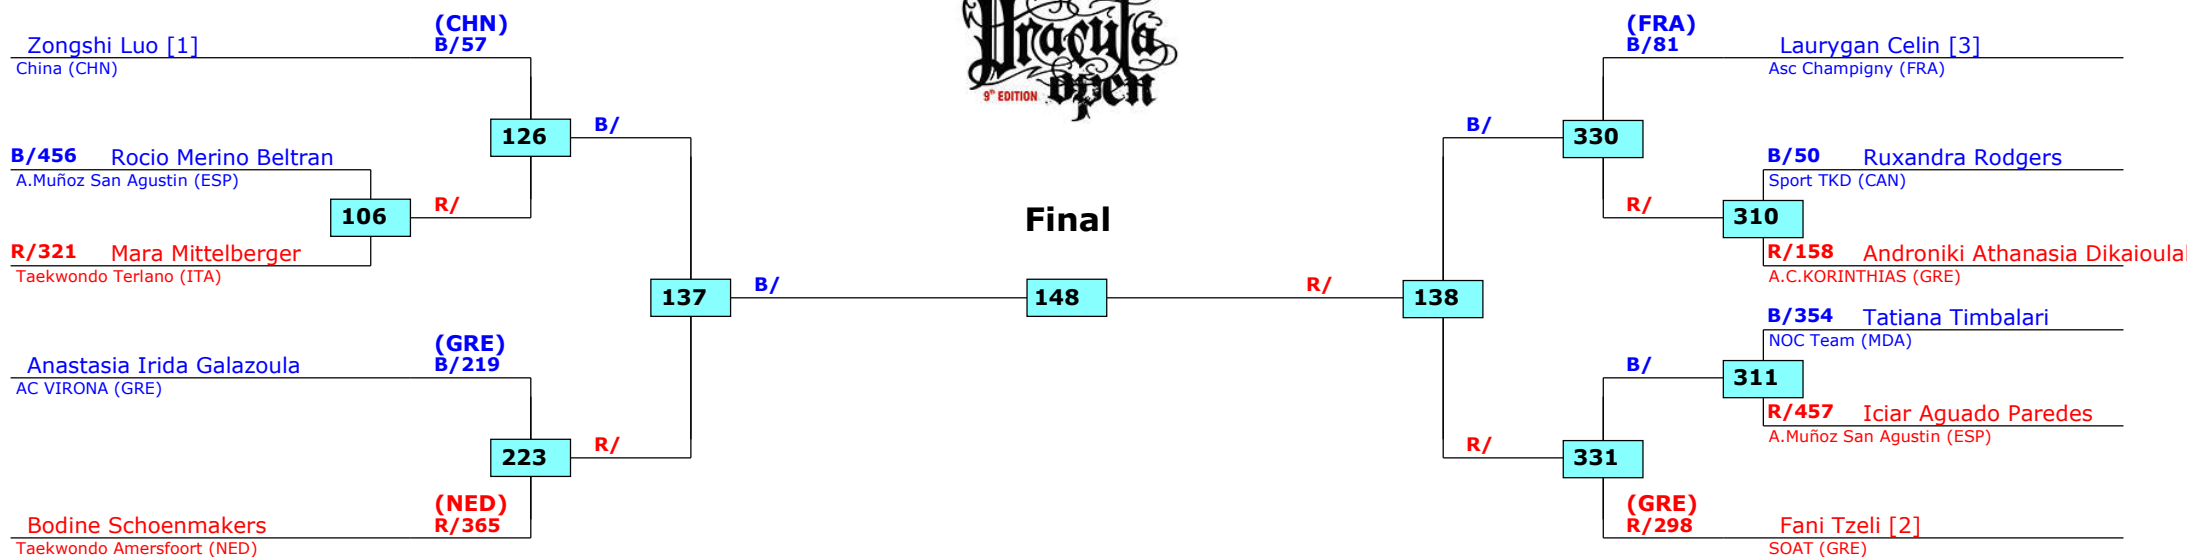 Dracula
open
9th EDITION
(CHN)
Zongshi Luo [1] B/57
China (CHN)
126
B/
B/456 Rocio Merino Beltran
A.Muñoz San Agustin (ESP)
106
R/
R/321 Mara Mittelberger
Taekwondo Terlano (ITA)
137
B/
(GRE)
Anastasia Irida Galazoula B/219
AC VIRONA (GRE)
223
R/
(NED)
Bodine Schoenmakers R/365
Taekwondo Amersfoort (NED)
Final
148
R/
138
(FRA)
B/81 Laurygan Celin [3]
Asc Champigny (FRA)
B/
330
B/50 Ruxandra Rodgers
Sport TKD (CAN)
R/
310
R/158 Androniki Athanasia Dikaioula
A.C.KORINTHIAS (GRE)
B/354 Tatiana Timbalari
NOC Team (MDA)
B/
311
R/457 Iciar Aguado Paredes
A.Muñoz San Agustin (ESP)
R/
331
(GRE)
R/298 Fani Tzeli [2]
SOAT (GRE)